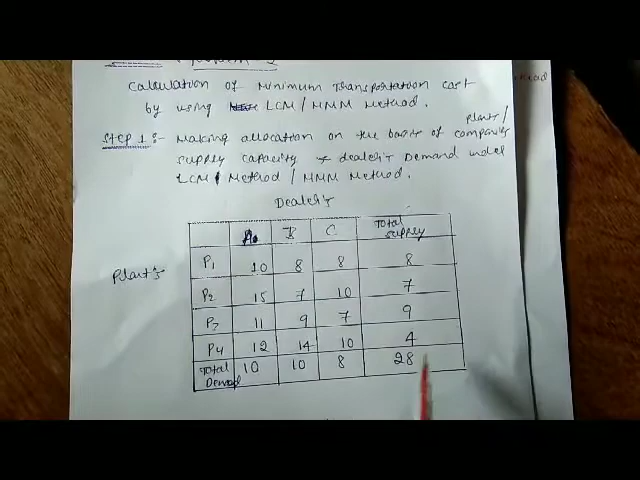 Calculation of Minimum Transportation cost
by using LCM / MMM Method.
Step 1:- Making allocation on the basis of company plant/
supply capacity & dealer's Demand under
LCM Method / MMM Method.
Dealer's
A B C Total Supply
Plant's
P1 10 8 8 8
P2 15 7 10 7
P3 11 9 7 9
P4 12 14 10 4
Total Demad 10 10 8 28